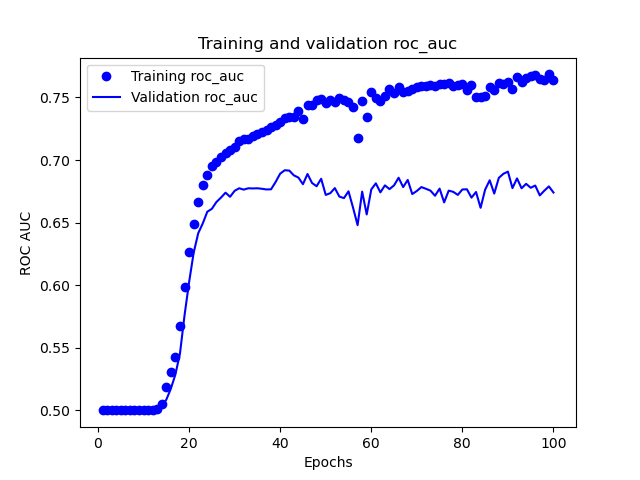 Training and validation roc_auc
Training roc_auc
Validation roc_auc
ROC AUC
0.75
0.70
0.65
0.60
0.55
0.50
0 20 40 60 80 100
Epochs